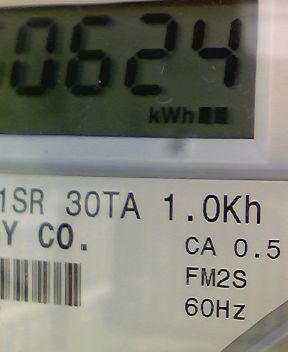 0624
kWh
1SR 30TA 1.0Kh
Y CO.
CA 0.5
FM2S
60Hz